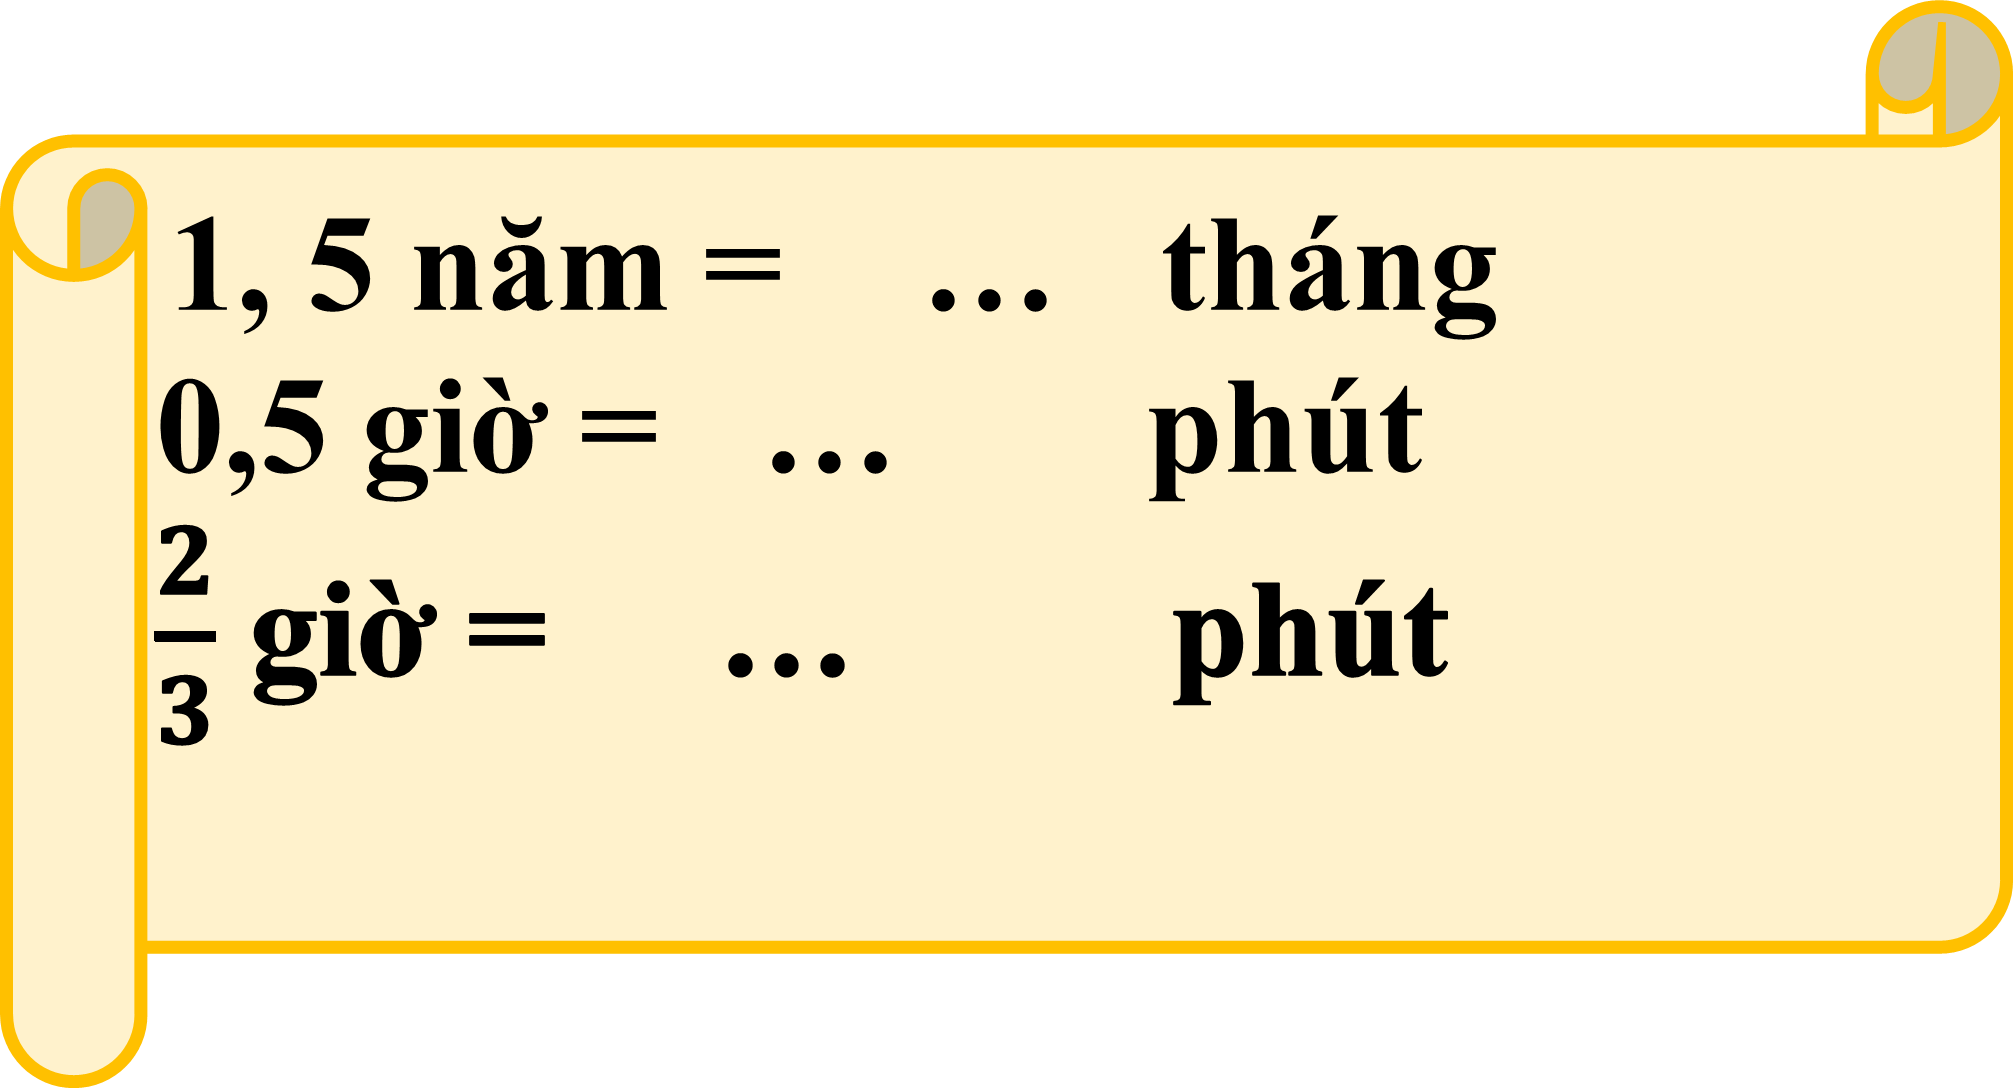 1, 5 năm = ... tháng
0,5 giờ = ... phút
2/3 giờ = ... phút